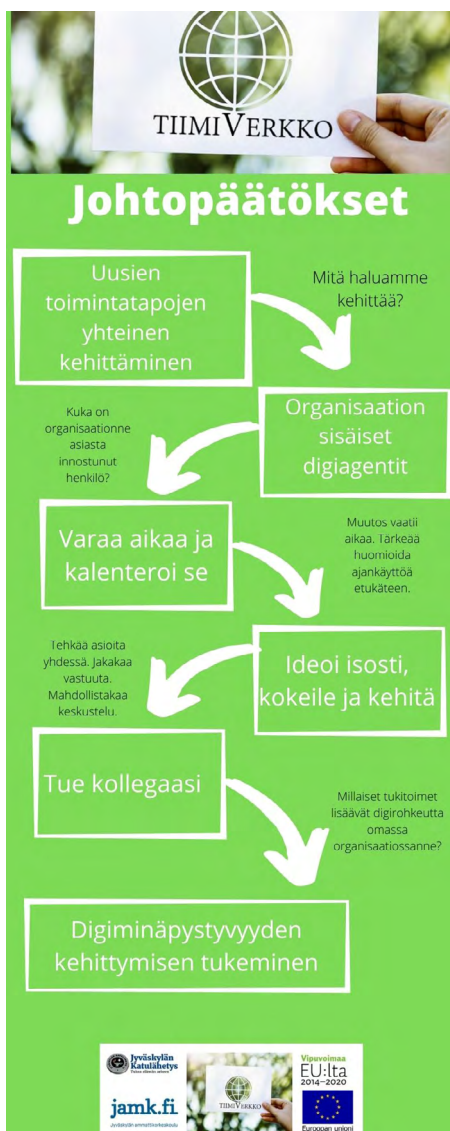 TIIMIVERKKO
Johtopäätökset
Uusien
toimintatapojen
yhteinen
kehittäminen
Mitä haluamme
kehittää?
Organisaation
sisäiset
digiagentit
Kuka on
organisaationne
asiasta
innostunut
henkilö?
Varaa aikaa ja
kalenteroi se
Muutos vaatii
aikaa. Tärkeää
huomioida
ajankäyttöä
etukäteen.
Ideoi isosti,
kokeile ja kehitä
Tehkää asioita
yhdessä. Jakakaa
vastuuta.
Mahdollistakaa
keskustelu.
Tue kollegaasi
Millaiset tukitoimet
lisäävät digirohkeutta
omassa
organisaatiossanne?
Digiminäpystyvyyden
kehittymisen tukeminen
Jyväskylän
Katulähetys
jamk.fi
Jyväskylän ammattikorkeakoulu
TIIMIVERKKO
Vipuvoimaa
EU:lta
2014–2020
Euroopan unioni